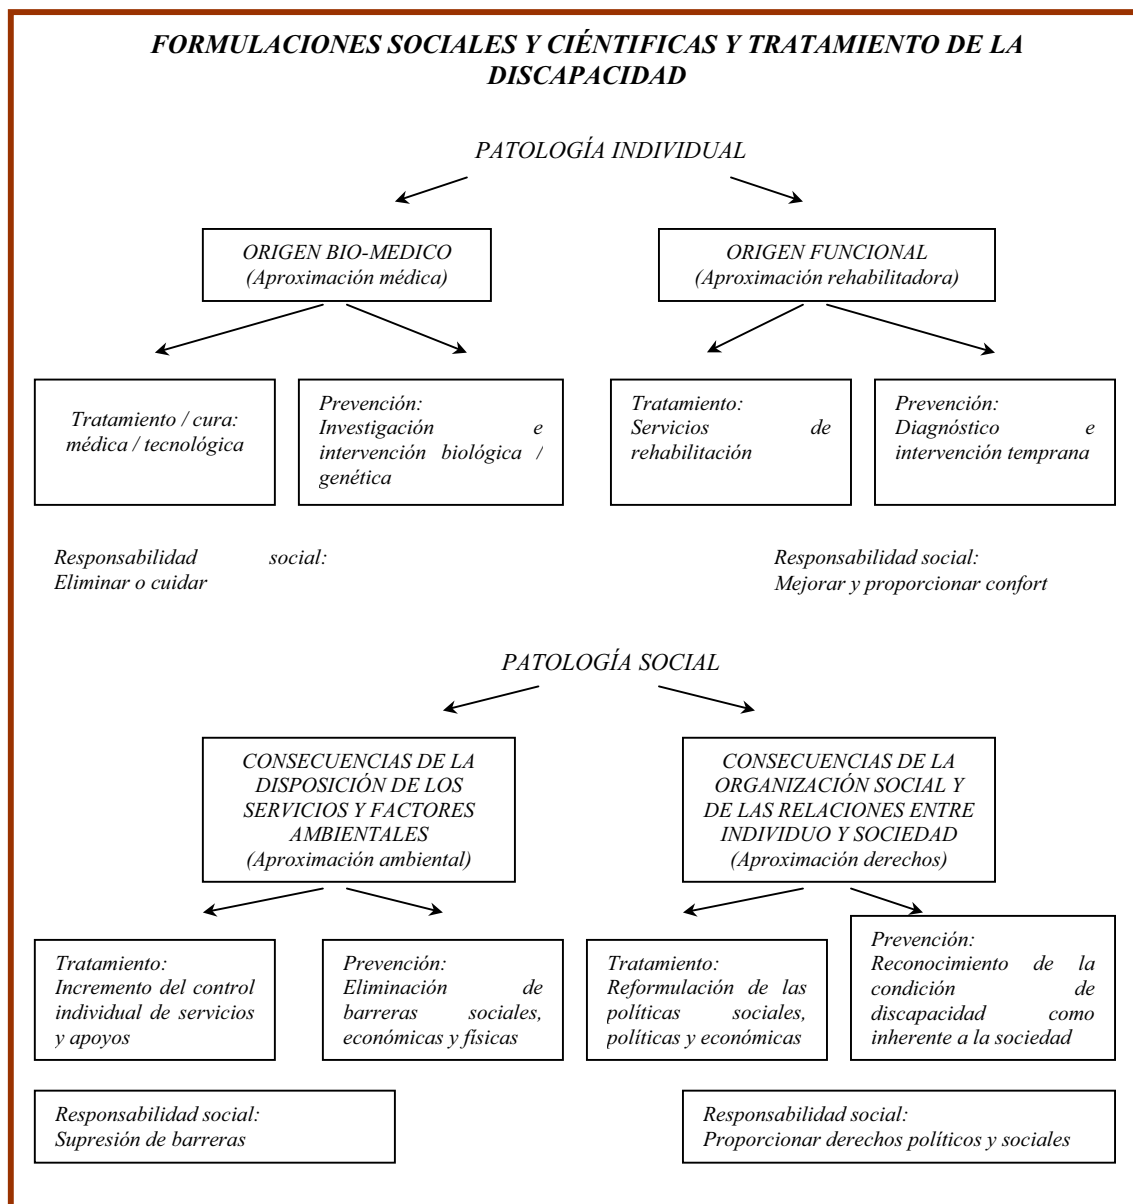 FORMULACIONES SOCIALES Y CIÉNTIFICAS Y TRATAMIENTO DE LA
DISCAPACIDAD
PATOLOGÍA INDIVIDUAL
ORIGEN BIO-MEDICO
(Aproximación médica)
ORIGEN FUNCIONAL
(Aproximación rehabilitadora)
Tratamiento / cura:
médica / tecnológica
Prevención:
Investigación e
intervención biológica /
genética
Tratamiento:
Servicios de
rehabilitación
Prevención:
Diagnóstico e
intervención temprana
Responsabilidad social:
Eliminar o cuidar
Responsabilidad social:
Mejorar y proporcionar confort
PATOLOGÍA SOCIAL
CONSECUENCIAS DE LA
DISPOSICIÓN DE LOS
SERVICIOS Y FACTORES
AMBIENTALES
(Aproximación ambiental)
CONSECUENCIAS DE LA
ORGANIZACIÓN SOCIAL Y
DE LAS RELACIONES ENTRE
INDIVIDUO Y SOCIEDAD
(Aproximación derechos)
Tratamiento:
Incremento del control
individual de servicios
y apoyos
Prevención:
Eliminación de
barreras sociales,
económicas y físicas
Tratamiento:
Reformulación de las
políticas sociales,
políticas y económicas
Prevención:
Reconocimiento de la
condición de
discapacidad como
inherente a la sociedad
Responsabilidad social:
Supresión de barreras
Responsabilidad social:
Proporcionar derechos políticos y sociales